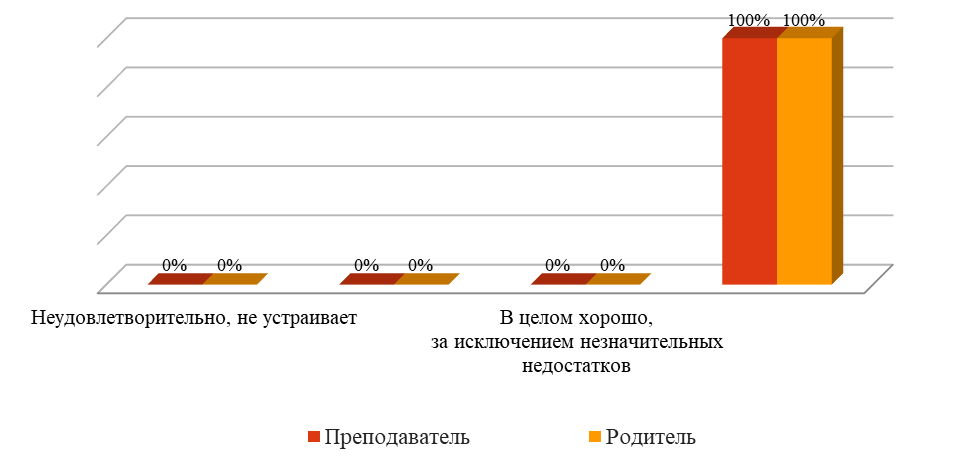 100% 100%
0% 0% 0% 0% 0% 0%
Неудовлетворительно, не устраивает
В целом хорошо,
за исключением незначительных
недостатков
Преподаватель Родитель